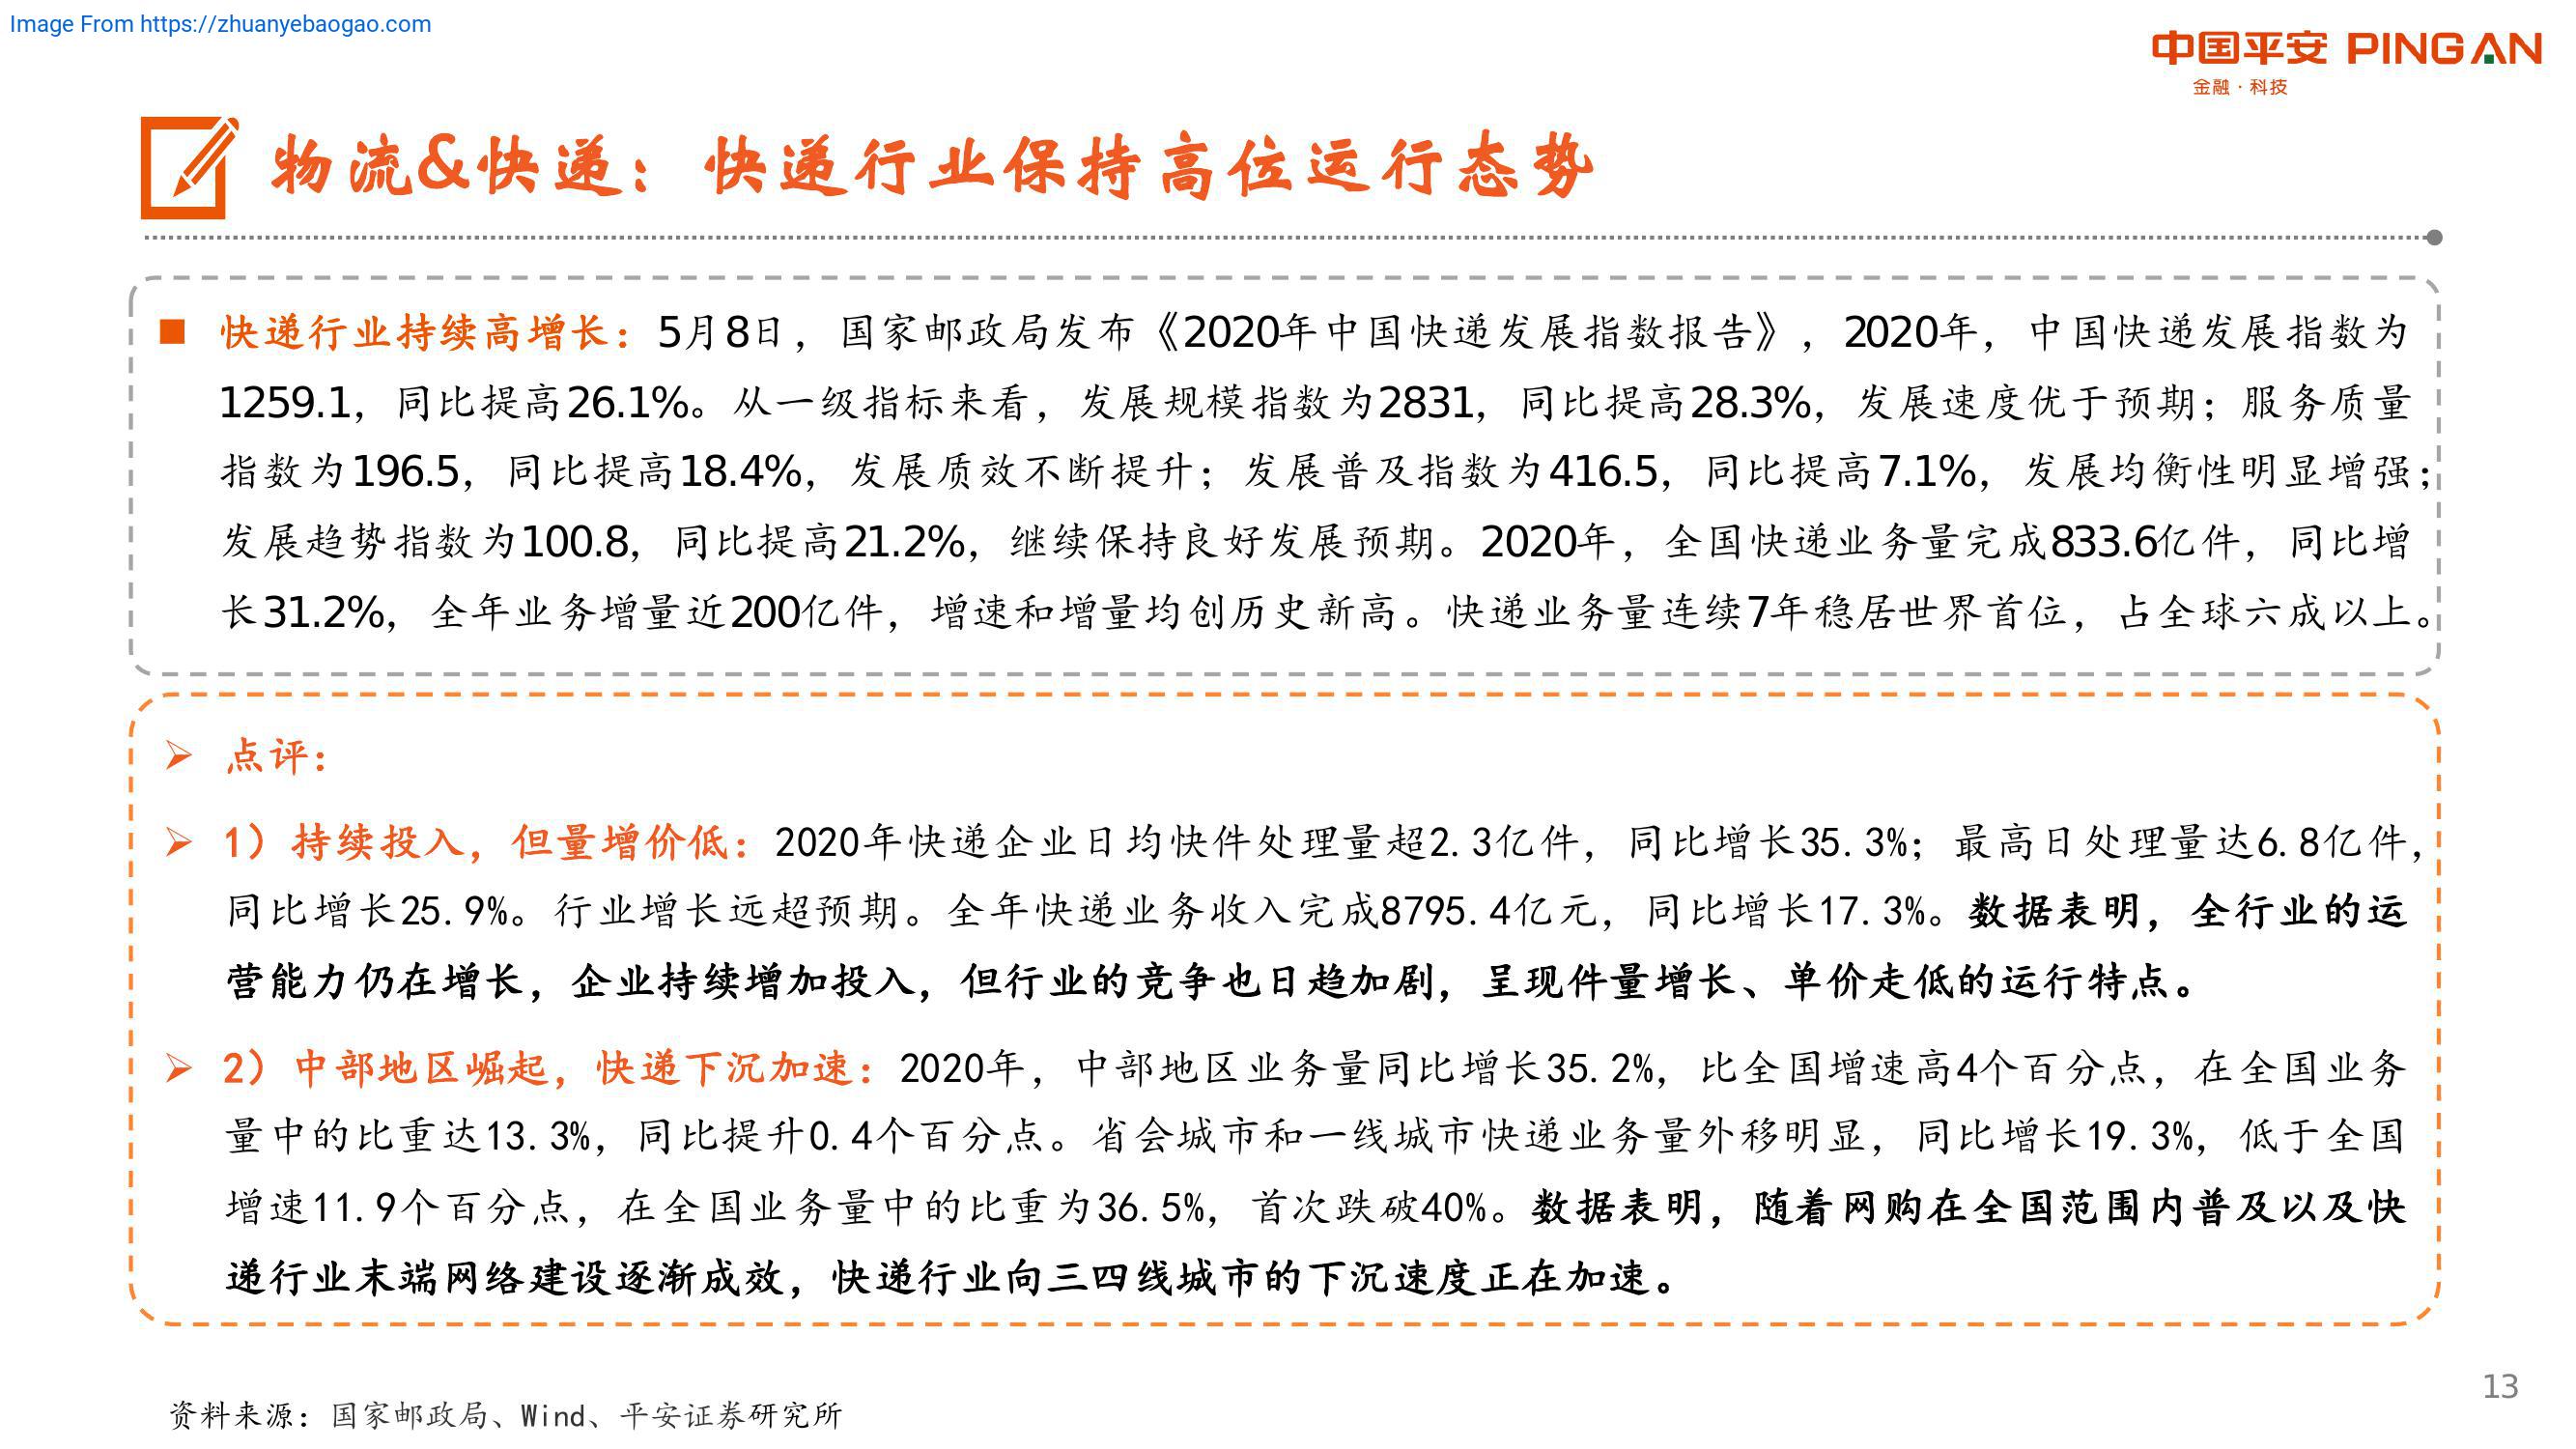 Image From https://zhuanyebaogao.com
中国平安 PINGAN
金融·科技
物流&快递：快递行业保持高位运行态势
■ 快递行业持续高增长：5月8日，国家邮政局发布《2020年中国快递发展指数报告》，2020年，中国快递发展指数为
1259.1，同比提高26.1%。从一级指标来看，发展规模指数为2831，同比提高28.3%，发展速度优于预期；服务质量
指数为196.5，同比提高18.4%，发展质效不断提升；发展普及指数为416.5，同比提高7.1%，发展均衡性明显增强；
发展趋势指数为100.8，同比提高21.2%，继续保持良好发展预期。2020年，全国快递业务量完成833.6亿件，同比增
长31.2%，全年业务增量近200亿件，增速和增量均创历史新高。快递业务量连续7年稳居世界首位，占全球六成以上。
➢ 点评：
➢ 1）持续投入，但量增价低：2020年快递企业日均快件处理量超2.3亿件，同比增长35.3%；最高日处理量达6.8亿件，
同比增长25.9%。行业增长远超预期。全年快递业务收入完成8795.4亿元，同比增长17.3%。数据表明，全行业的运
营能力仍在增长，企业持续增加投入，但行业的竞争也日趋加剧，呈现件量增长、单价走低的运行特点。
➢ 2）中部地区崛起，快递下沉加速：2020年，中部地区业务量同比增长35.2%，比全国增速高4个百分点，在全国业务
量中的比重达13.3%，同比提升0.4个百分点。省会城市和一线城市快递业务量外移明显，同比增长19.3%，低于全国
增速11.9个百分点，在全国业务量中的比重为36.5%，首次跌破40%。数据表明，随着网购在全国范围内普及以及快
递行业末端网络建设逐渐成效，快递行业向三四线城市的下沉速度正在加速。
13
资料来源：国家邮政局、Wind、平安证券研究所